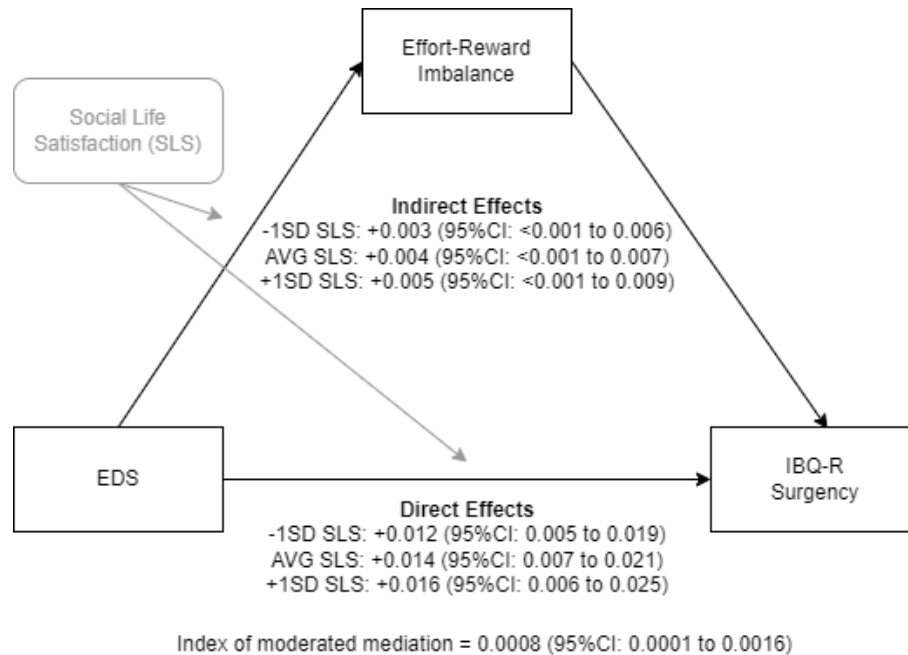 Effort-Reward
Imbalance
Social Life
Satisfaction (SLS)
Indirect Effects
-1SD SLS: +0.003 (95%CI: <0.001 to 0.006)
AVG SLS: +0.004 (95%CI: <0.001 to 0.007)
+1SD SLS: +0.005 (95%CI: <0.001 to 0.009)
EDS
IBQ-R
Surgency
Direct Effects
-1SD SLS: +0.012 (95%CI: 0.005 to 0.019)
AVG SLS: +0.014 (95%CI: 0.007 to 0.021)
+1SD SLS: +0.016 (95%CI: 0.006 to 0.025)
Index of moderated mediation = 0.0008 (95%CI: 0.0001 to 0.0016)